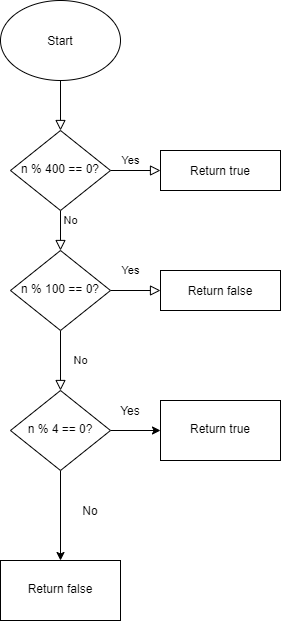 Start
n % 400 == 0?
Yes
Return true
No
n % 100 == 0?
Yes
Return false
No
n % 4 == 0?
Yes
Return true
No
Return false